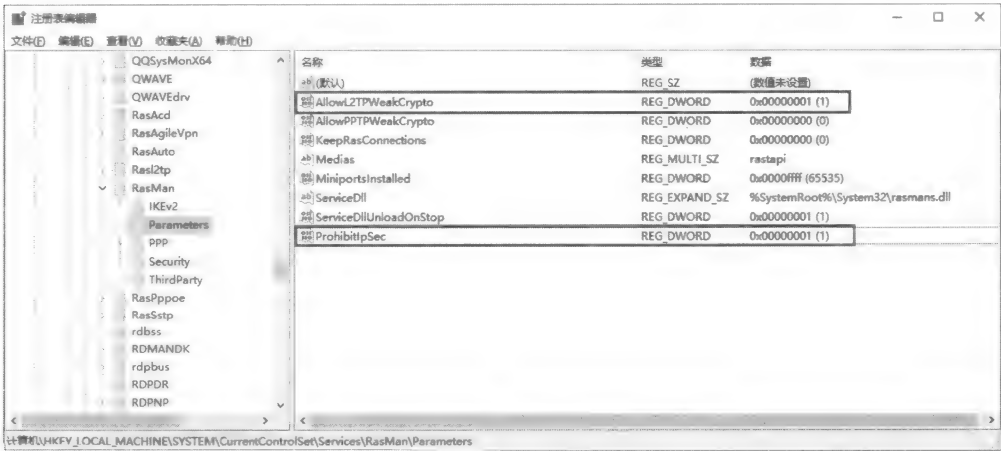 注册表编辑器
文件(F) 编辑(E) 查看(V) 收藏夹(A) 帮助(H)
QQSysMonX64
QWAVE
QWAVEdrv
RasAcd
RasAgileVpn
RasAuto
Rasl2tp
RasMan
IKEv2
Parameters
PPP
Security
ThirdParty
RasPppoe
RasSstp
rdbss
RDMANDK
rdpbus
RDPDR
RDPNP
名称 类型 数据
(默认) REG_SZ (数值未设置)
AllowL2TPWeakCrypto REG_DWORD 0x00000001 (1)
AllowPPTPWeakCrypto REG_DWORD 0x00000000 (0)
KeepRasConnections REG_DWORD 0x00000000 (0)
Medias REG_MULTI_SZ rastapi
MiniportsInstalled REG_DWORD 0x0000ffff (65535)
ServiceDll REG_EXPAND_SZ %SystemRoot%\System32\rasmans.dll
ServiceDllUnloadOnStop REG_DWORD 0x00000001 (1)
ProhibitIpSec REG_DWORD 0x00000001 (1)
计算机\HKEY_LOCAL_MACHINE\SYSTEM\CurrentControlSet\Services\RasMan\Parameters